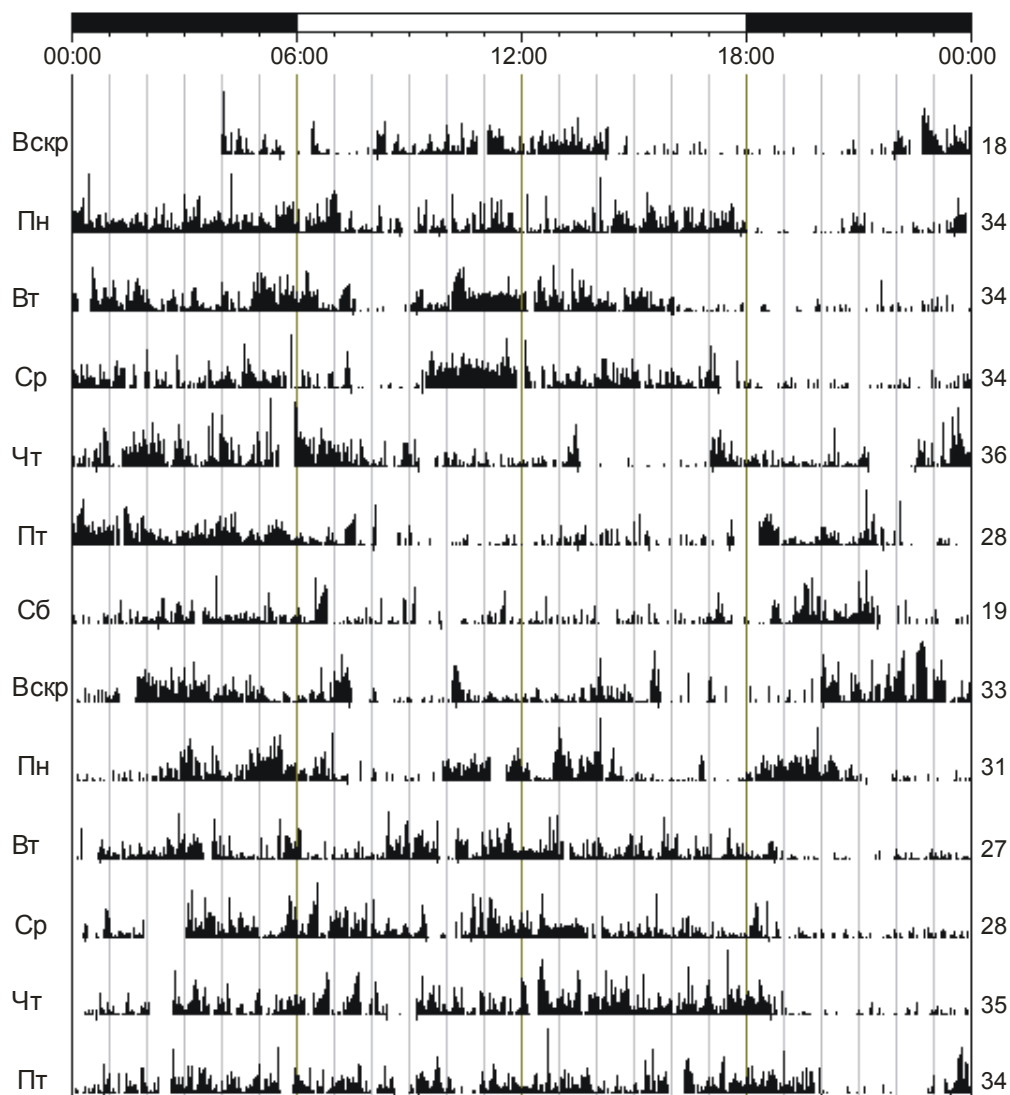 00:00 06:00 12:00 18:00 00:00
Вскр 18
Пн 34
Вт 34
Ср 34
Чт 36
Пт 28
Сб 19
Вскр 33
Пн 31
Вт 27
Ср 28
Чт 35
Пт 34